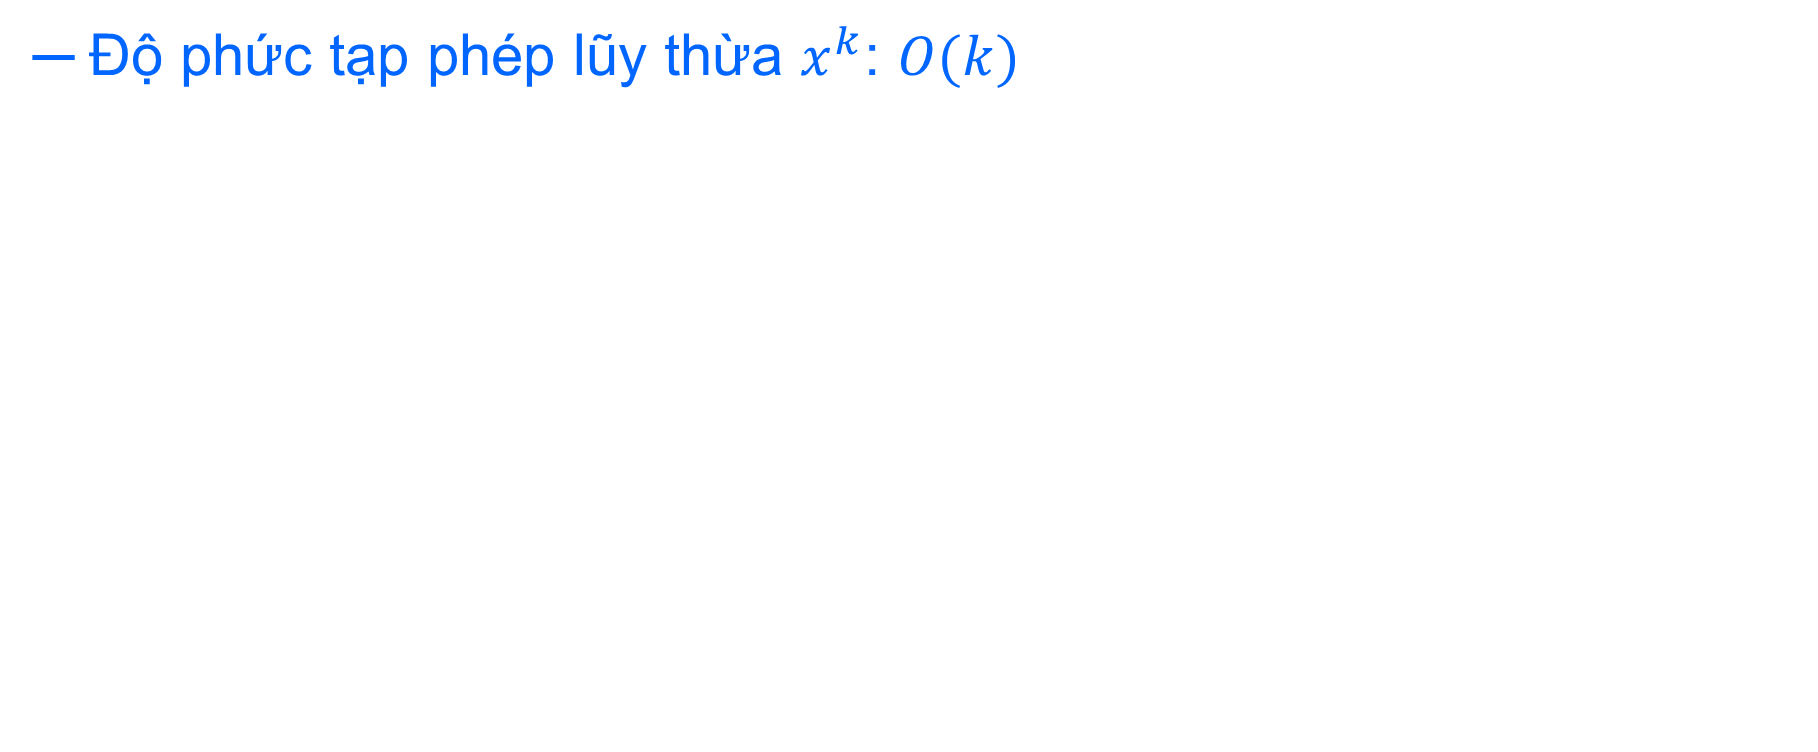 — Độ phức tạp phép lũy thừa $x^k$: $O(k)$